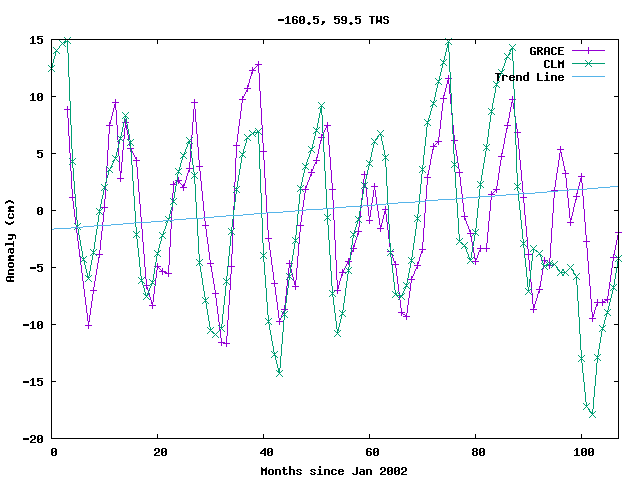 -160.5, 59.5 TWS
GRACE
CLM
Trend Line
15
10
5
0
-5
-10
-15
-20
Anomaly (cm)
0 20 40 60 80 100
Months since Jan 2002